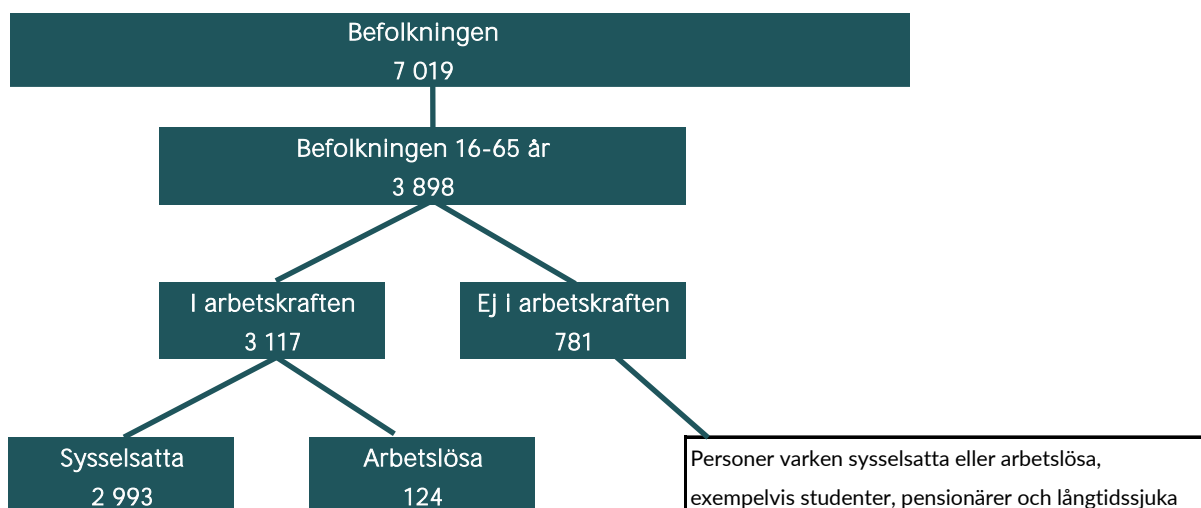 Befolkningen
7 019
Befolkningen 16-65 år
3 898
I arbetskraften
3 117
Ej i arbetskraften
781
Sysselsatta
2 993
Arbetslösa
124
Personer varken sysselsatta eller arbetslösa,
exempelvis studenter, pensionärer och långtidssjuka